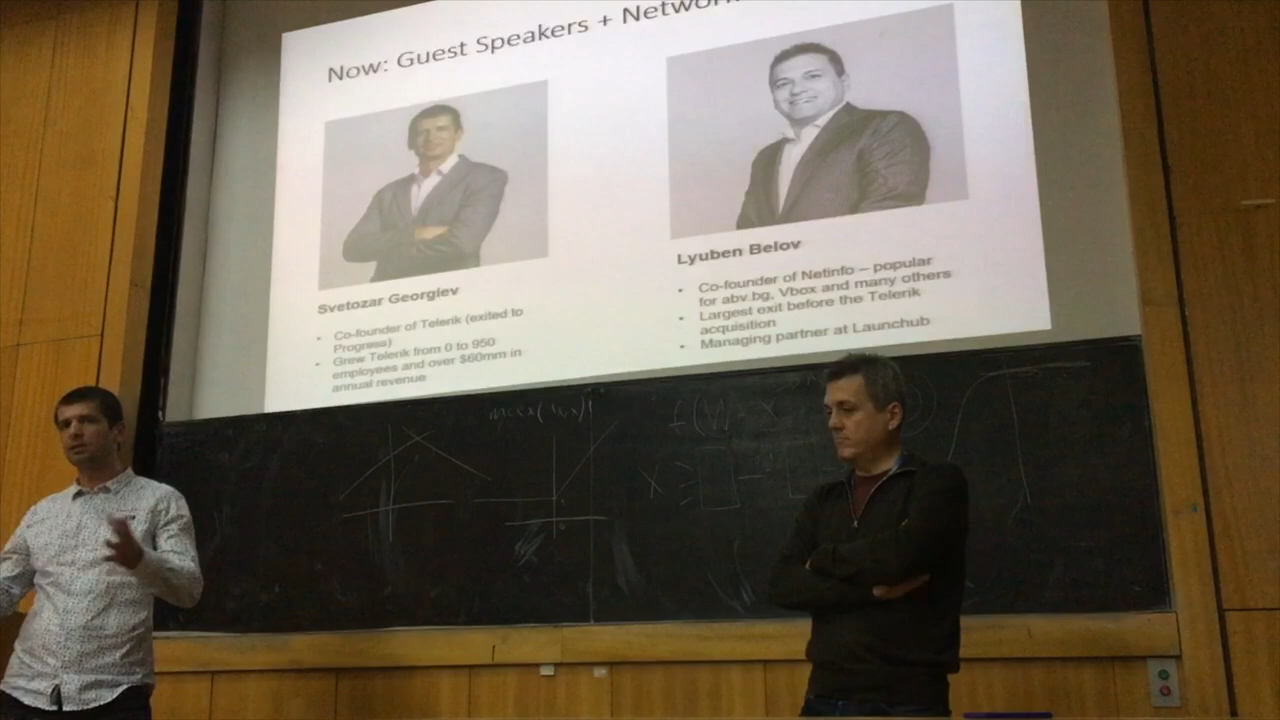 Now: Guest Speakers + Network
Svetozar Georgiev
• Co-founder of Telerik (exited to
Progress)
• Grew Telerik from 0 to 950
employees and over $60mm in
annual revenue
Lyuben Belov
• Co-founder of Netinfo – popular
for abv.bg, Vbox and many others
• Largest exit before the Telerik
acquisition
• Managing partner at Launchub
X